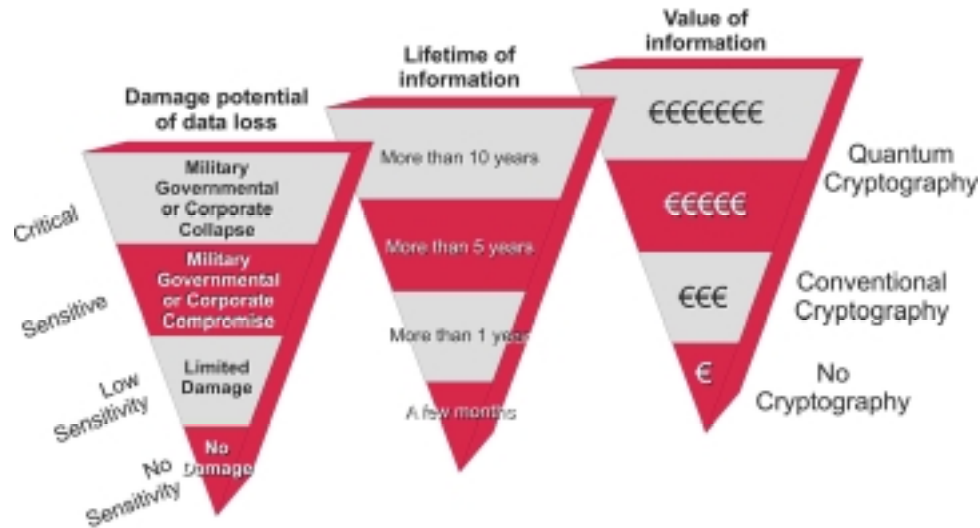 Value of
information
Lifetime of
information
Damage potential
of data loss
Critical
Sensitive
Low
Sensitivity
No
Sensitivity
Military
Governmental
or Corporate
Collapse
Military
Governmental
or Corporate
Compromise
Limited
Damage
No
Damage
More than 10 years
More than 5 years
More than 1 year
A few months
€€€€€€€
€€€€€
€€€
€
Quantum
Cryptography
Conventional
Cryptography
No
Cryptography